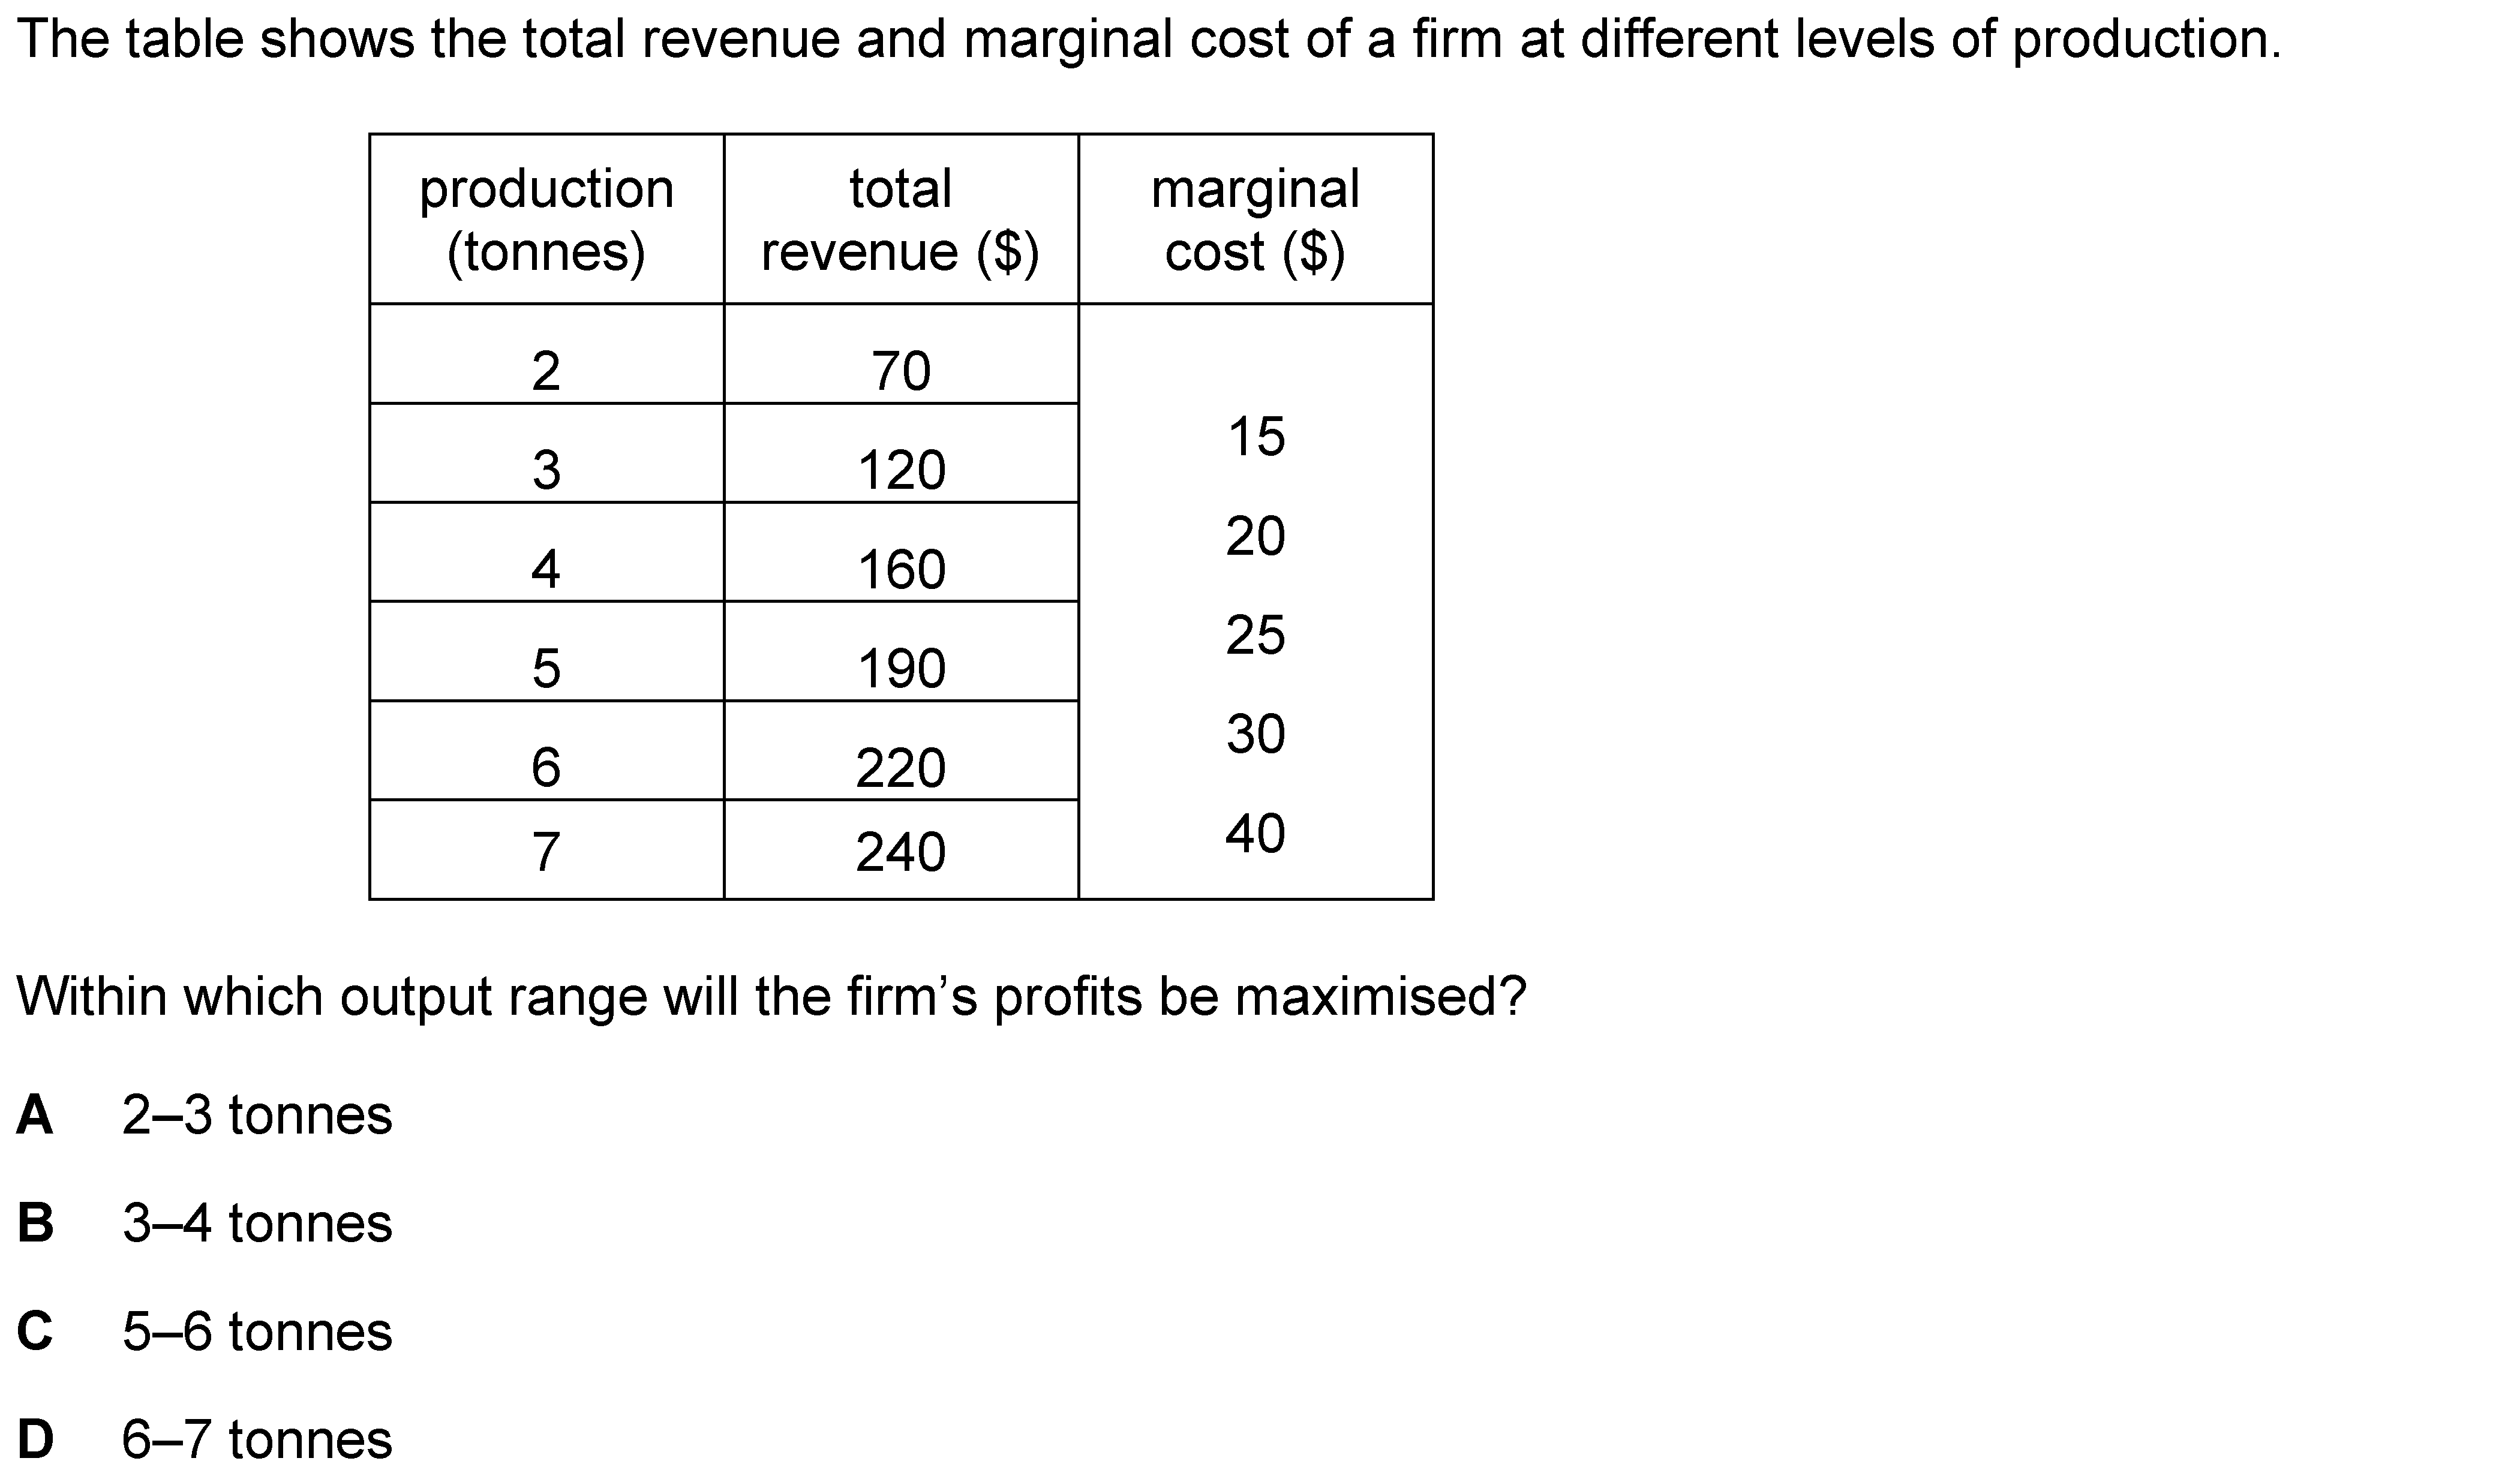 The table shows the total revenue and marginal cost of a firm at different levels of production.
production total marginal
(tonnes) revenue ($) cost ($)
2 70
15
3 120
20
4 160
25
5 190
30
6 220
40
7 240
Within which output range will the firm’s profits be maximised?
A 2–3 tonnes
B 3–4 tonnes
C 5–6 tonnes
D 6–7 tonnes